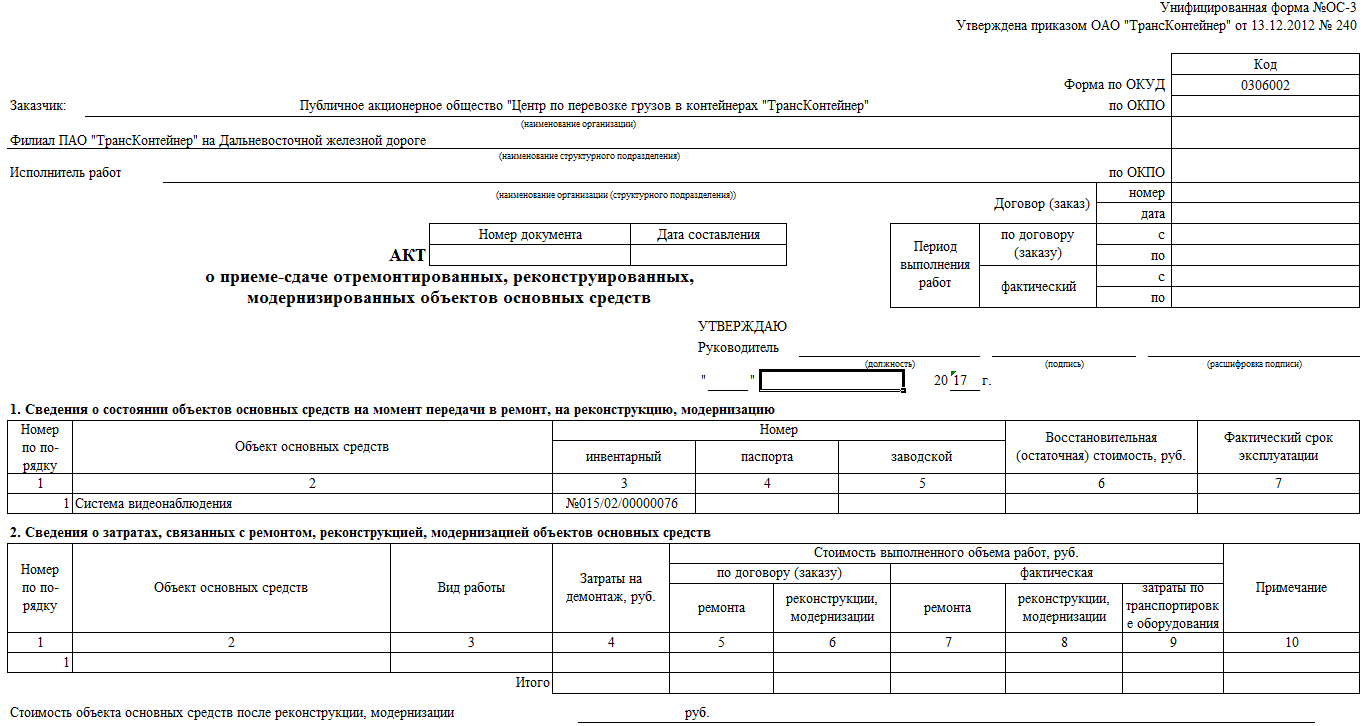 Унифицированная форма №ОС-3
Утверждена приказом ОАО "ТрансКонтейнер" от 13.12.2012 № 240
Код
Форма по ОКУД 0306002
Заказчик: Публичное акционерное общество "Центр по перевозке грузов в контейнерах "ТрансКонтейнер" по ОКПО
(наименование организации)
Филиал ПАО "ТрансКонтейнер" на Дальневосточной железной дороге
(наименование структурного подразделения)
Исполнитель работ по ОКПО
(наименование организации (структурного подразделения))
Договор (заказ) номер
дата
Номер документа Дата составления
АКТ
о приеме-сдаче отремонтированных, реконструированных,
модернизированных объектов основных средств
Период
выполнения
работ
по договору
(заказу)
с
по
фактический
с
по
УТВЕРЖДАЮ
Руководитель
(должность) (подпись) (расшифровка подписи)
" " 20 17 г.
1. Сведения о состоянии объектов основных средств на момент передачи в ремонт, на реконструкцию, модернизацию
Номер
по по-
рядку
Объект основных средств
Номер
инвентарный паспорта заводской
Восстановительная
(остаточная) стоимость, руб.
Фактический срок
эксплуатации
1 2 3 4 5 6 7
1 Система видеонаблюдения №015/02/00000076
2. Сведения о затратах, связанных с ремонтом, реконструкцией, модернизацией объектов основных средств
Номер
по по-
рядку
Объект основных средств
Вид работы
Затраты на
демонтаж, руб.
Стоимость выполненного объема работ, руб.
по договору (заказу) фактическая
ремонта
реконструкции,
модернизации
ремонта
реконструкции,
модернизации
затраты по
транспортировк
е оборудования
Примечание
1 2 3 4 5 6 7 8 9 10
1
Итого
Стоимость объекта основных средств после реконструкции, модернизации руб.